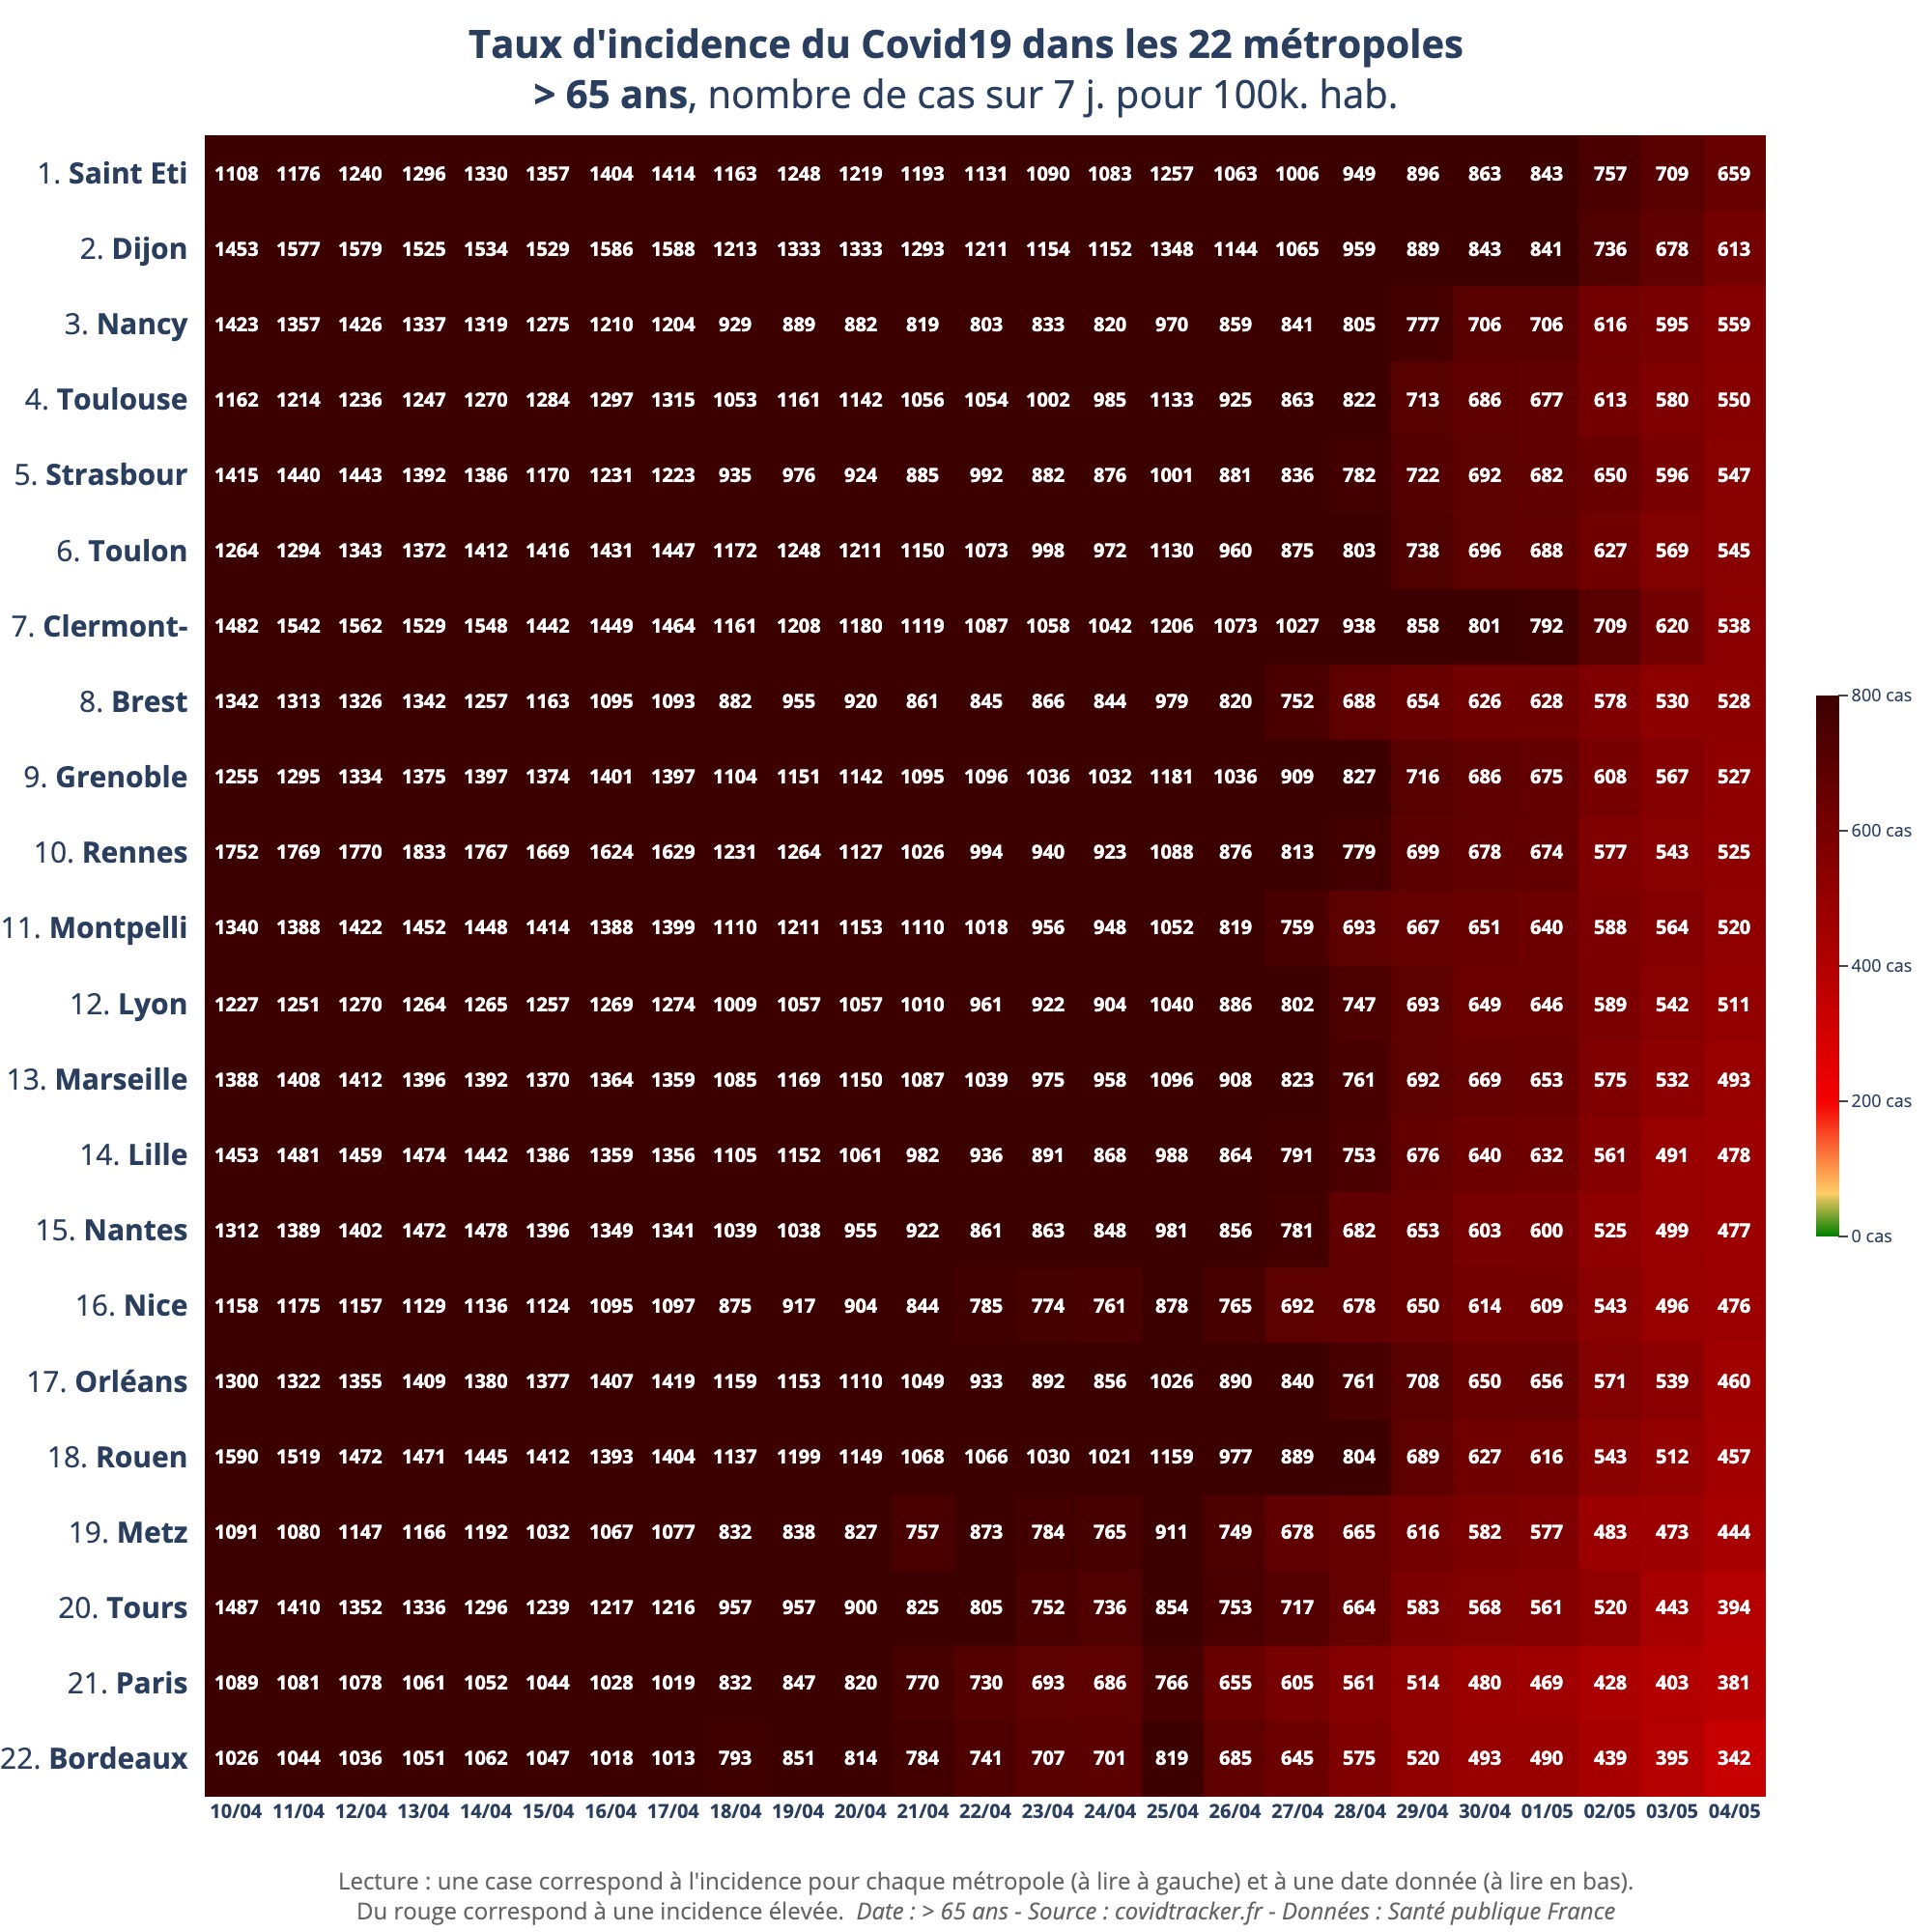 Taux d'incidence du Covid19 dans les 22 métropoles
> 65 ans, nombre de cas sur 7 j. pour 100k. hab.
1. Saint Eti 1108 1176 1240 1296 1330 1357 1404 1414 1163 1248 1219 1193 1131 1090 1083 1257 1063 1006 949 896 863 843 757 709 659
2. Dijon 1453 1577 1579 1525 1534 1529 1586 1588 1213 1333 1333 1293 1211 1154 1152 1348 1144 1065 959 889 843 841 736 678 613
3. Nancy 1423 1357 1426 1337 1319 1275 1210 1204 929 889 882 819 803 833 820 970 859 841 805 777 706 706 616 595 559
4. Toulouse 1162 1214 1236 1247 1270 1284 1297 1315 1053 1161 1142 1056 1054 1002 985 1133 925 863 822 713 686 677 613 580 550
5. Strasbour 1415 1440 1443 1392 1386 1170 1231 1223 935 976 924 885 992 882 876 1001 881 836 782 722 692 682 650 596 547
6. Toulon 1264 1294 1343 1372 1412 1416 1431 1447 1172 1248 1211 1150 1073 998 972 1130 960 875 803 738 696 688 627 569 545
7. Clermont- 1482 1542 1562 1529 1548 1442 1449 1464 1161 1208 1180 1119 1087 1058 1042 1206 1073 1027 938 858 801 792 709 620 538
8. Brest 1342 1313 1326 1342 1257 1163 1095 1093 882 955 920 861 845 866 844 979 820 752 688 654 626 628 578 530 528
9. Grenoble 1255 1295 1334 1375 1397 1374 1401 1397 1104 1151 1142 1095 1096 1036 1032 1181 1036 909 827 716 686 675 608 567 527
10. Rennes 1752 1769 1770 1833 1767 1669 1624 1629 1231 1264 1127 1026 994 940 923 1088 876 813 779 699 678 674 577 543 525
11. Montpelli 1340 1388 1422 1452 1448 1414 1388 1399 1110 1211 1153 1110 1018 956 948 1052 819 759 693 667 651 640 588 564 520
12. Lyon 1227 1251 1270 1264 1265 1257 1269 1274 1009 1057 1057 1010 961 922 904 1040 886 802 747 693 649 646 589 542 511
13. Marseille 1388 1408 1412 1396 1392 1370 1364 1359 1085 1169 1150 1087 1039 975 958 1096 908 823 761 692 669 653 575 532 493
14. Lille 1453 1481 1459 1474 1442 1386 1359 1356 1105 1152 1061 982 936 891 868 988 864 791 753 676 640 632 561 491 478
15. Nantes 1312 1389 1402 1472 1478 1396 1349 1341 1039 1038 955 922 861 863 848 981 856 781 682 653 603 600 525 499 477
16. Nice 1158 1175 1157 1129 1136 1124 1095 1097 875 917 904 844 785 774 761 878 765 692 678 650 614 609 543 496 476
17. Orléans 1300 1322 1355 1409 1380 1377 1407 1419 1159 1153 1110 1049 933 892 856 1026 890 840 761 708 650 656 571 539 460
18. Rouen 1590 1519 1472 1471 1445 1412 1393 1404 1137 1199 1149 1068 1066 1030 1021 1159 977 889 804 689 627 616 543 512 457
19. Metz 1091 1080 1147 1166 1192 1032 1067 1077 832 838 827 757 873 784 765 911 749 678 665 616 582 577 483 473 444
20. Tours 1487 1410 1352 1336 1296 1239 1217 1216 957 957 900 825 805 752 736 854 753 717 664 583 568 561 520 443 394
21. Paris 1089 1081 1078 1061 1052 1044 1028 1019 832 847 820 770 730 693 686 766 655 605 561 514 480 469 428 403 381
22. Bordeaux 1026 1044 1036 1051 1062 1047 1018 1013 793 851 814 784 741 707 701 819 685 645 575 520 493 490 439 395 342
10/04 11/04 12/04 13/04 14/04 15/04 16/04 17/04 18/04 19/04 20/04 21/04 22/04 23/04 24/04 25/04 26/04 27/04 28/04 29/04 30/04 01/05 02/05 03/05 04/05
800 cas
600 cas
400 cas
200 cas
0 cas
Lecture : une case correspond à l'incidence pour chaque métropole (à lire à gauche) et à une date donnée (à lire en bas).
Du rouge correspond à une incidence élevée. Date : > 65 ans - Source : covidtracker.fr - Données : Santé publique France